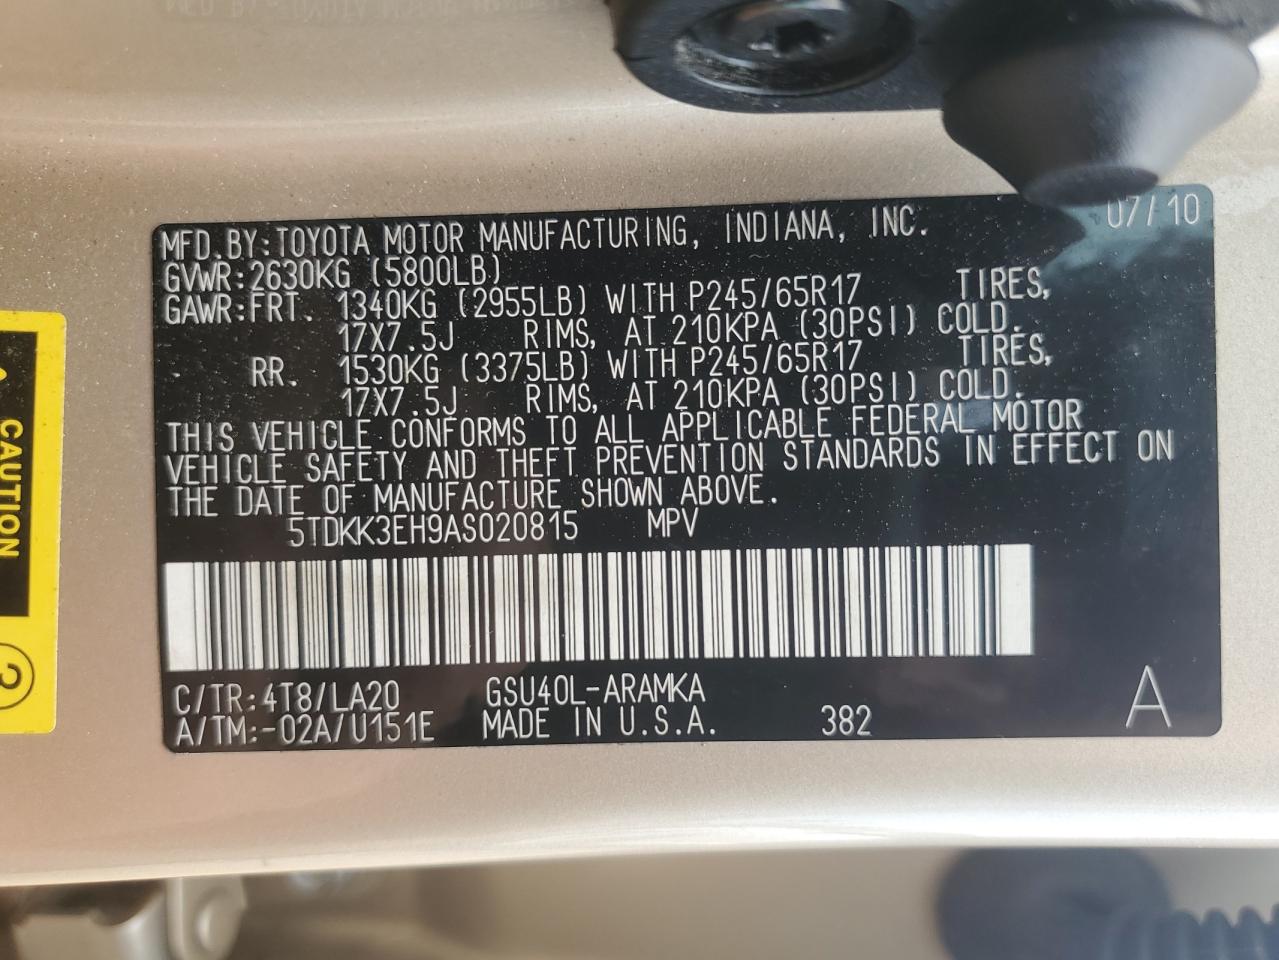 MFD.BY:TOYOTA MOTOR MANUFACTURING, INDIANA, INC. 07/10
GVWR:2630KG (5800LB)
GAWR:FRT. 1340KG (2955LB) WITH P245/65R17 TIRES,
17X7.5J RIMS, AT 210KPA (30PSI) COLD.
RR. 1530KG (3375LB) WITH P245/65R17 TIRES,
17X7.5J RIMS, AT 210KPA (30PSI) COLD.
THIS VEHICLE CONFORMS TO ALL APPLICABLE FEDERAL MOTOR
VEHICLE SAFETY AND THEFT PREVENTION STANDARDS IN EFFECT ON
THE DATE OF MANUFACTURE SHOWN ABOVE.
5TDKK3EH9AS020815 MPV
C/TR:4T8/LA20 GSU40L-ARAMKA
A/TM:-02A/U151E MADE IN U.S.A. 382 A
CAUTION